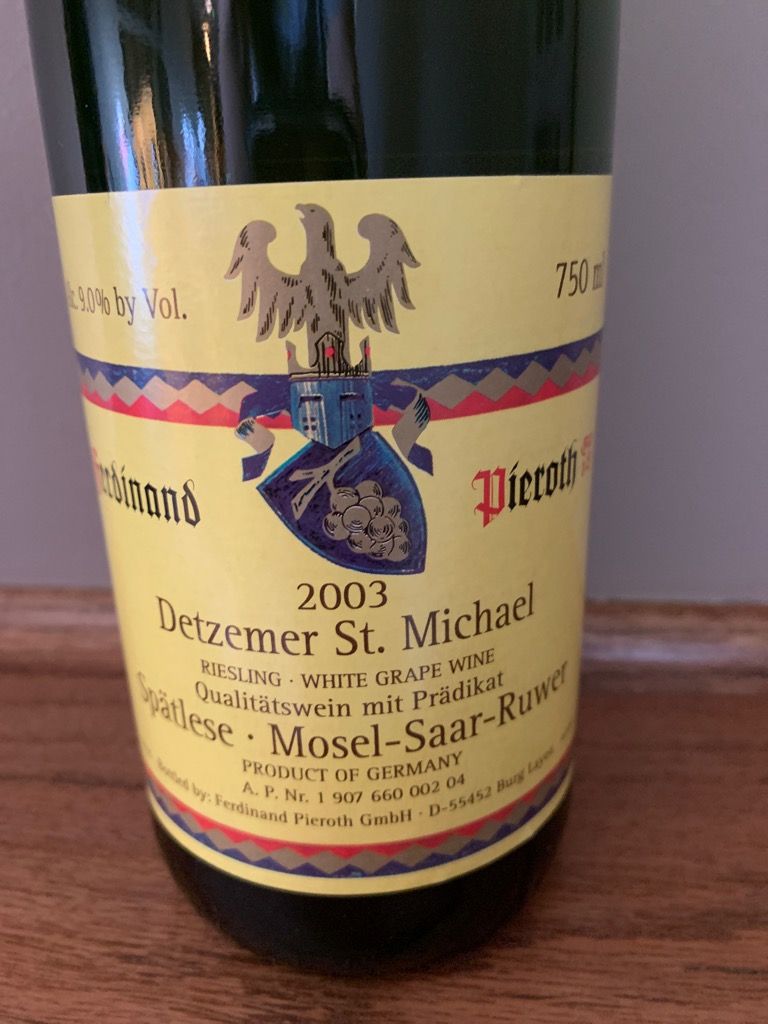 9.0% by Vol.
750 ml
Ferdinand Pieroth
2003
Detzemer St. Michael
RIESLING · WHITE GRAPE WINE
Qualitätswein mit Prädikat
Spätlese · Mosel-Saar-Ruwer
PRODUCT OF GERMANY
A. P. Nr. 1 907 660 002 04
Bottled by: Ferdinand Pieroth GmbH · D-55452 Burg Layen